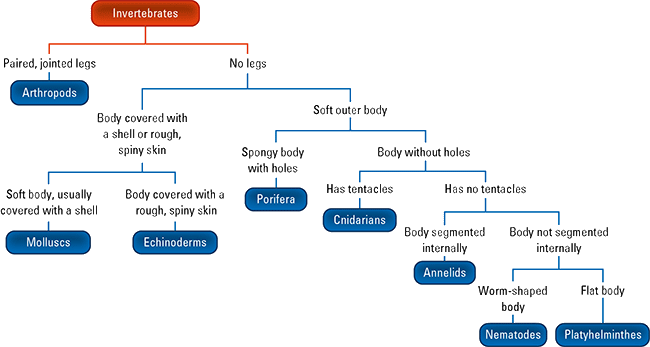 Invertebrates
Paired, jointed legs
No legs
Arthropods
Body covered with
a shell or rough,
spiny skin
Soft outer body
Spongy body
with holes
Body without holes
Soft body, usually
covered with a shell
Body covered with a
rough, spiny skin
Porifera
Has tentacles
Has no tentacles
Cnidarians
Molluscs
Echinoderms
Body segmented
internally
Body not segmented
internally
Annelids
Worm-shaped
body
Flat body
Nematodes
Platyhelminthes